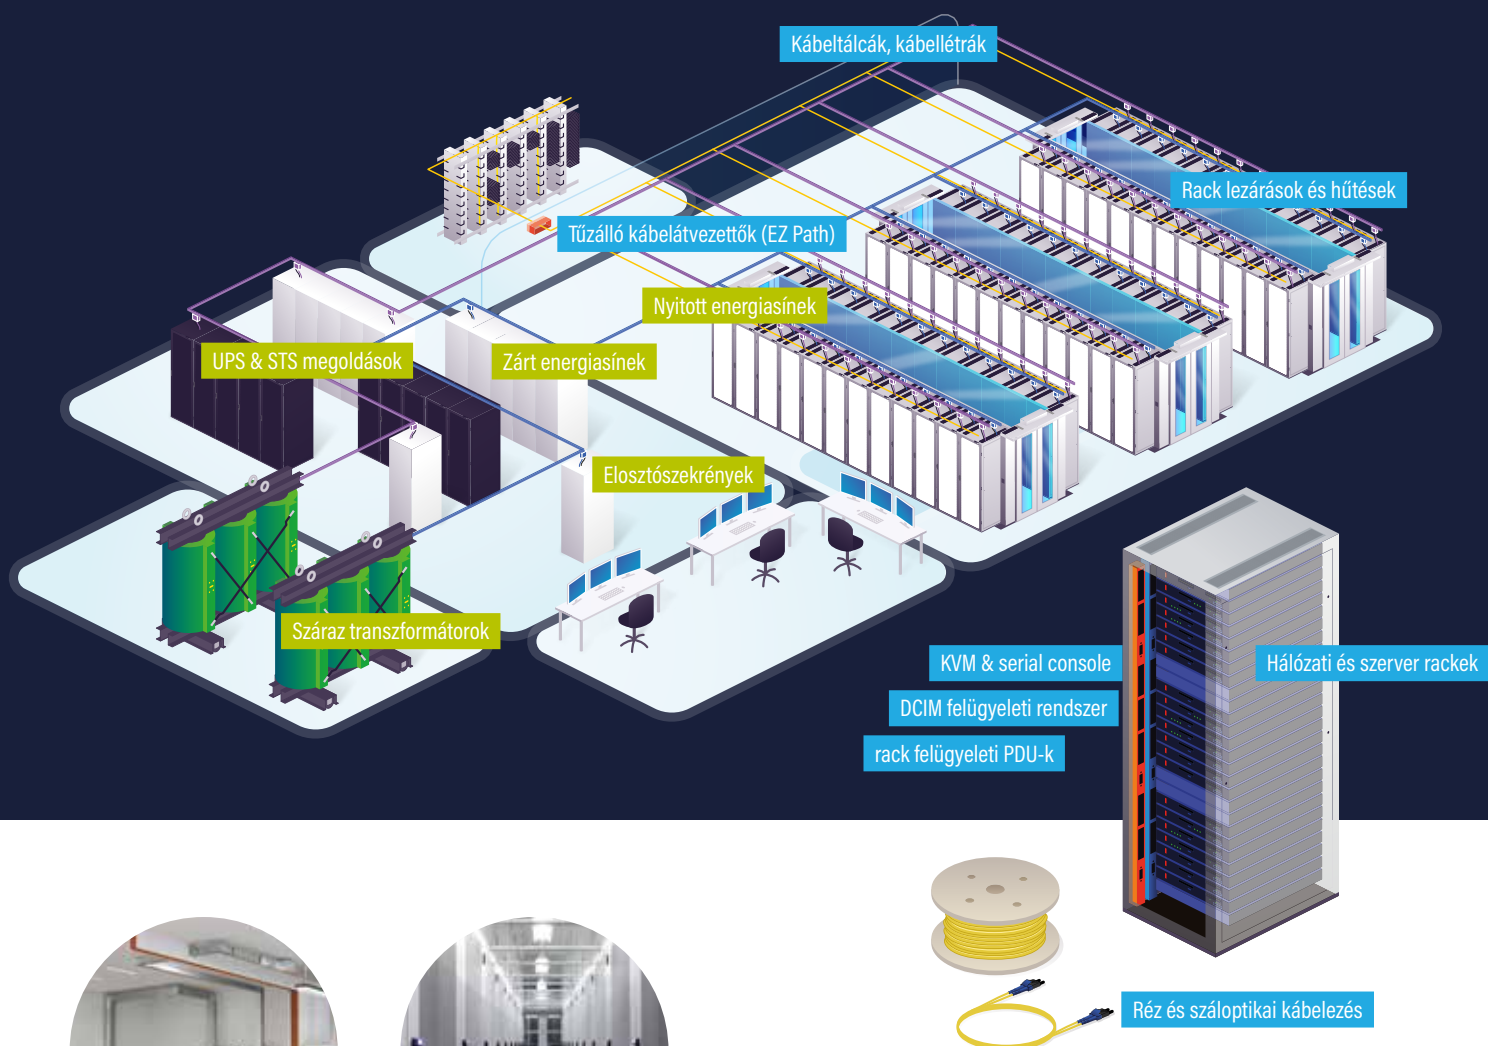 Kábeltálcák, kábellétrák
Rack lezárások és hűtések
Tűzálló kábelátvezettők (EZ Path)
Nyitott energiasínek
UPS & STS megoldások
Zárt energiasínek
Elosztószekrények
Száraz transzformátorok
KVM & serial console
Hálózati és szerver rackek
DCIM felügyeleti rendszer
rack felügyeleti PDU-k
Réz és száloptikai kábelezés